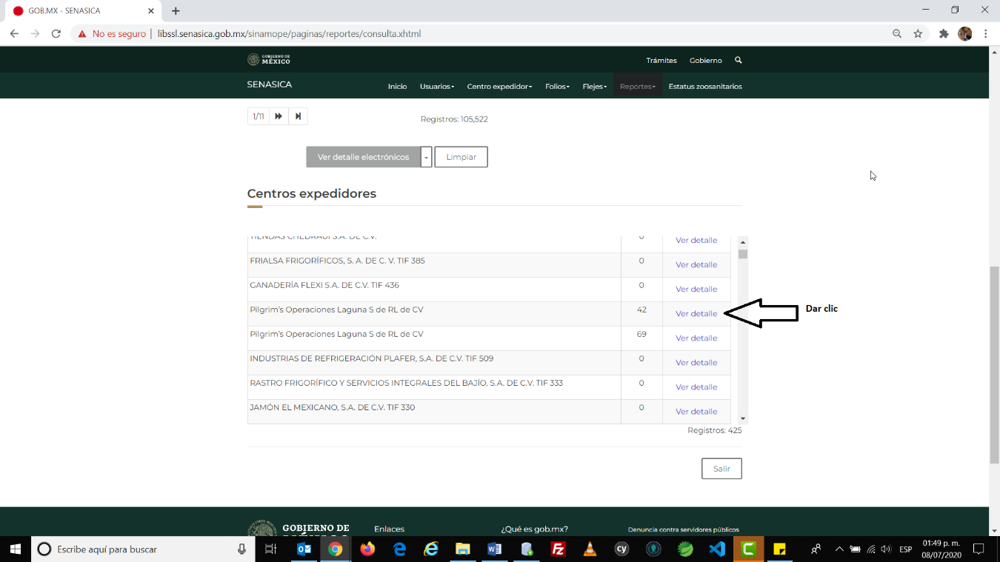 GOB.MX - SENASICA
No es seguro
libssl.senasica.gob.mx/sinamope/paginas/reportes/consulta.xhtml
GOBIERNO DE MÉXICO
Trámites Gobierno
SENASICA
Inicio Usuarios Centro expedidor Folios Flejes Reportes Estatus zoosanitarios
1/11
Registros: 105,522
Ver detalle electrónicos
Limpiar
Centros expedidores
TIENDAS CHEDRAUI S.A. DE C.V. 0 Ver detalle
FRIALSA FRIGORÍFICOS, S. A. DE C. V. TIF 385 0 Ver detalle
GANADERÍA FLEXI S.A. DE C.V. TIF 436 0 Ver detalle
Pilgrim's Operaciones Laguna S de RL de CV 42 Ver detalle
Dar clic
Pilgrim's Operaciones Laguna S de RL de CV 69 Ver detalle
INDUSTRIAS DE REFRIGERACIÓN PLAFER, S.A. DE C.V. TIF 509 0 Ver detalle
RASTRO FRIGORÍFICO Y SERVICIOS INTEGRALES DEL BAJÍO, S.A. DE C.V. TIF 333 0 Ver detalle
JAMÓN EL MEXICANO, S.A. DE C.V. TIF 330 0 Ver detalle
Registros: 425
Salir
GOBIERNO DE
Enlaces
¿Qué es gob.mx?
Denuncia contra servidores públicos
Escribe aquí para buscar
cy
ESP
01:49 p. m.
08/07/2020